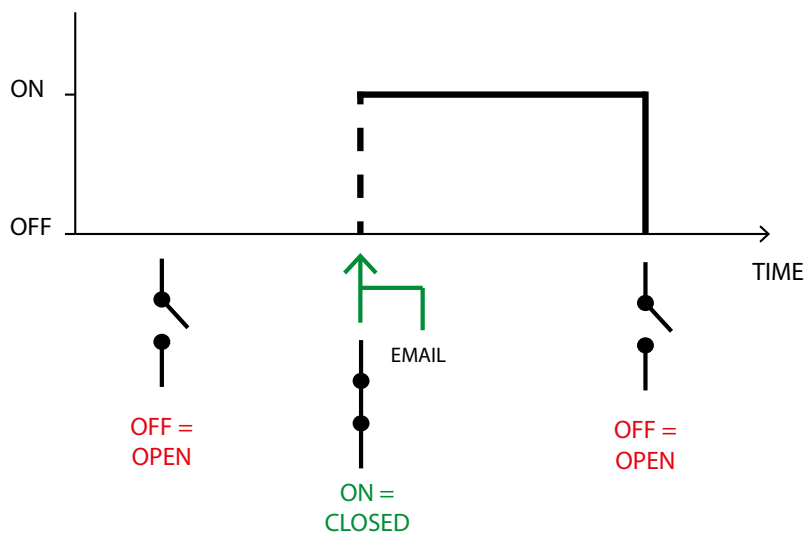 ON
OFF
TIME
EMAIL
OFF =
OPEN
ON =
CLOSED
OFF =
OPEN